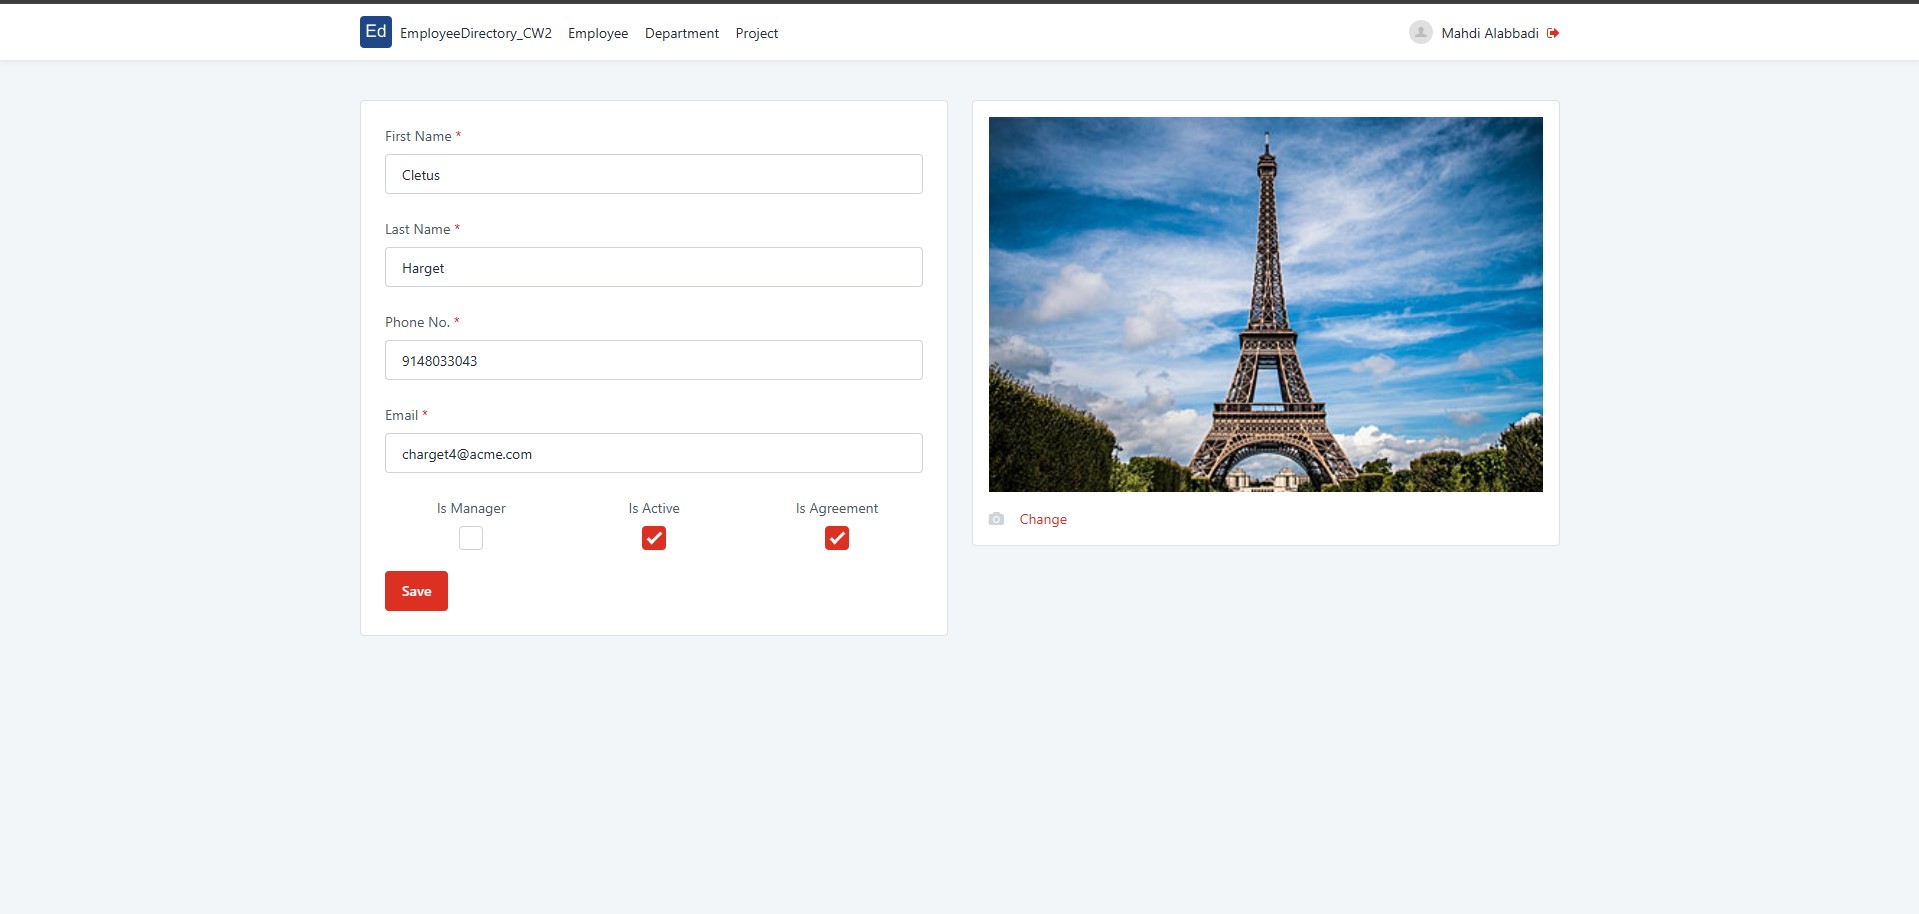 Ed EmployeeDirectory_CW2 Employee Department Project Mahdi Alabbadi
First Name *
Cletus
Last Name *
Harget
Phone No. *
9148033043
Email *
charget4@acme.com
Is Manager Is Active Is Agreement
Save
Change